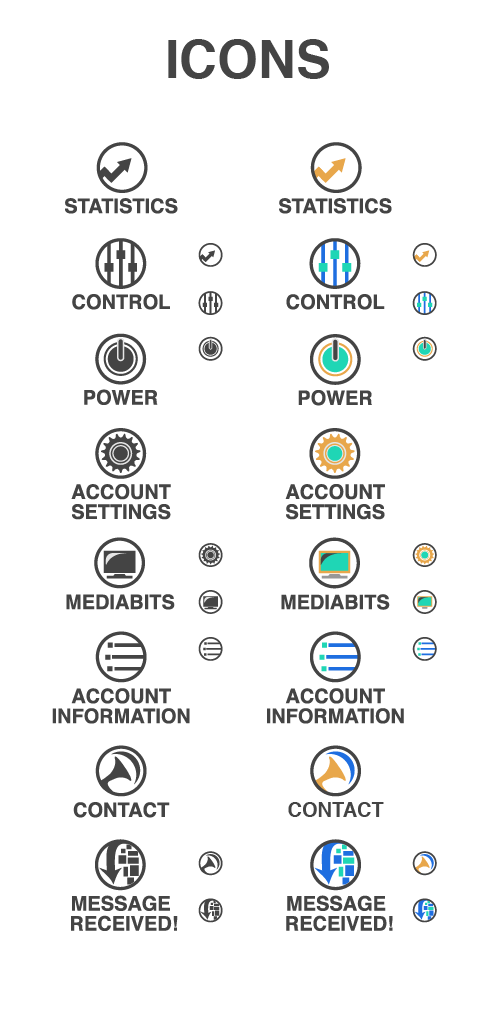 ICONS
STATISTICS
STATISTICS
CONTROL
CONTROL
POWER
POWER
ACCOUNT
SETTINGS
ACCOUNT
SETTINGS
MEDIABITS
MEDIABITS
ACCOUNT
INFORMATION
ACCOUNT
INFORMATION
CONTACT
CONTACT
MESSAGE
RECEIVED!
MESSAGE
RECEIVED!